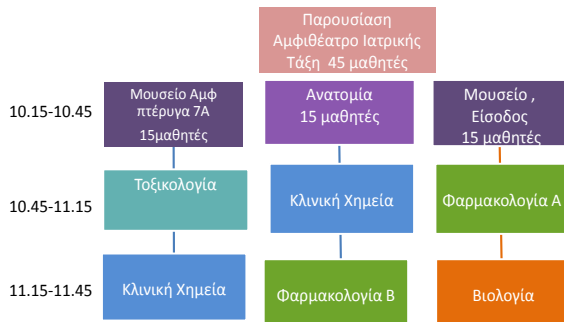 Παρουσίαση
Αμφιθέατρο Ιατρικής
Τάξη 45 μαθητές
10.15-10.45
Μουσείο Αμφ
πτέρυγα 7Α
15μαθητές
Ανατομία
15 μαθητές
Μουσείο ,
Είσοδος
15 μαθητές
10.45-11.15
Τοξικολογία
Κλινική Χημεία
Φαρμακολογία Α
11.15-11.45
Κλινική Χημεία
Φαρμακολογία Β
Βιολογία